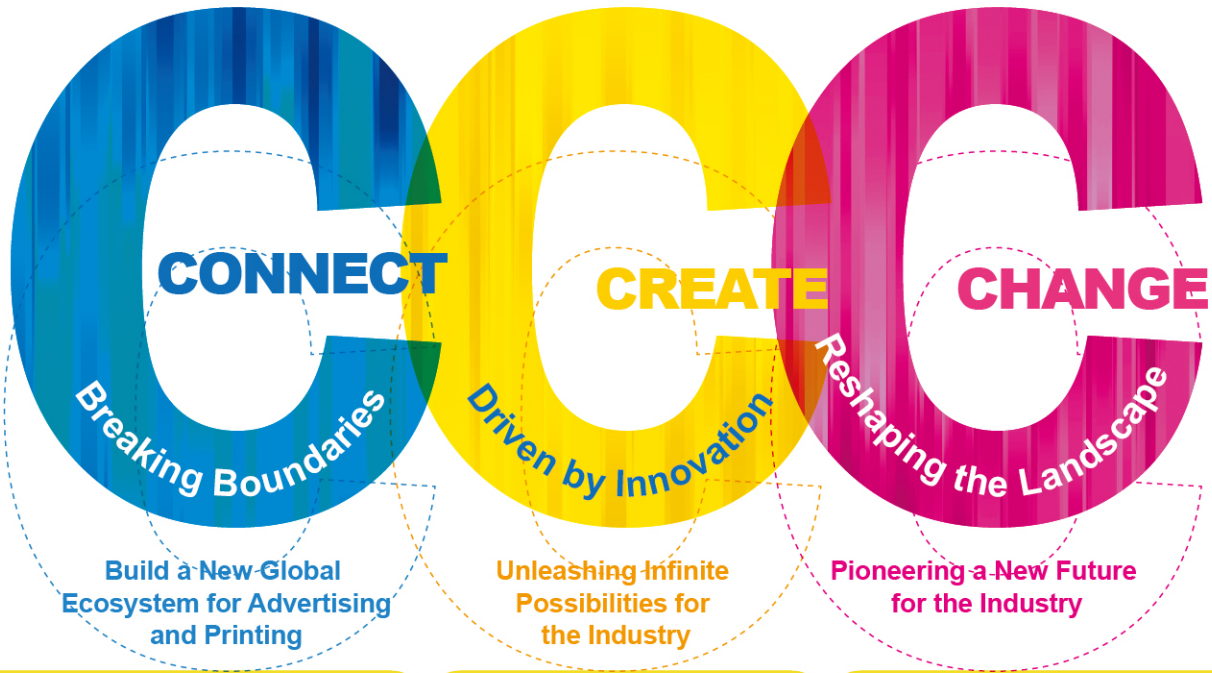 CONNECT
Breaking Boundaries
Build a New Global
Ecosystem for Advertising
and Printing
CREATE
Driven by Innovation
Unleashing Infinite
Possibilities for
the Industry
CHANGE
Reshaping the Landscape
Pioneering a New Future
for the Industry